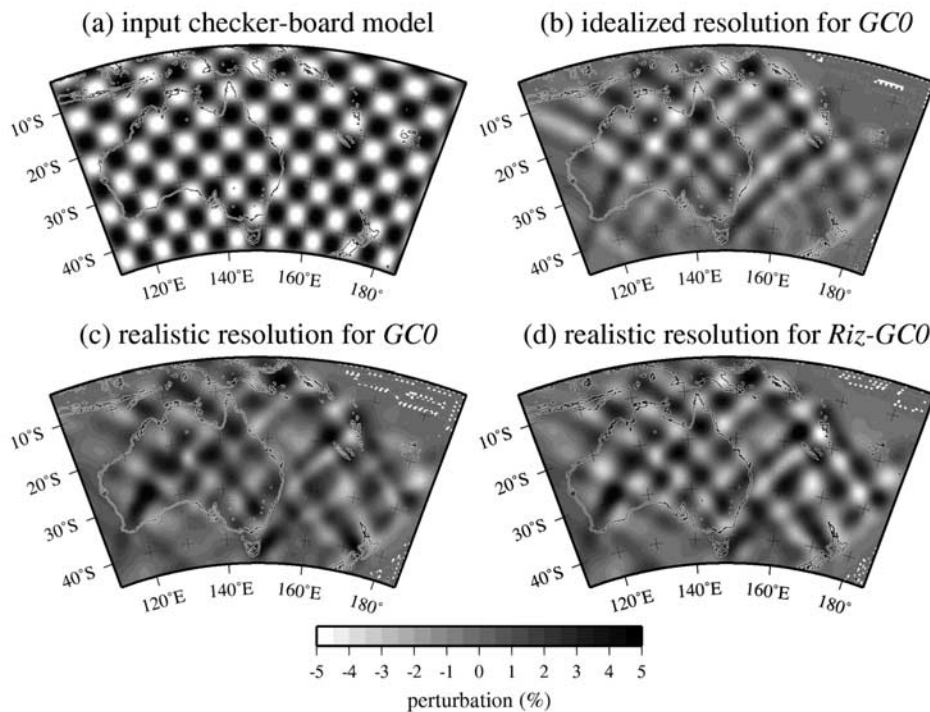 (a) input checker-board model
(b) idealized resolution for GC0
10°S
20°S
30°S
40°S
120°E
140°E
160°E
180°
10°S
20°S
30°S
40°S
120°E
140°E
160°E
180°
(c) realistic resolution for GC0
(d) realistic resolution for Riz-GC0
10°S
20°S
30°S
40°S
120°E
140°E
160°E
180°
10°S
20°S
30°S
40°S
120°E
140°E
160°E
180°
-5 -4 -3 -2 -1 0 1 2 3 4 5
perturbation (%)